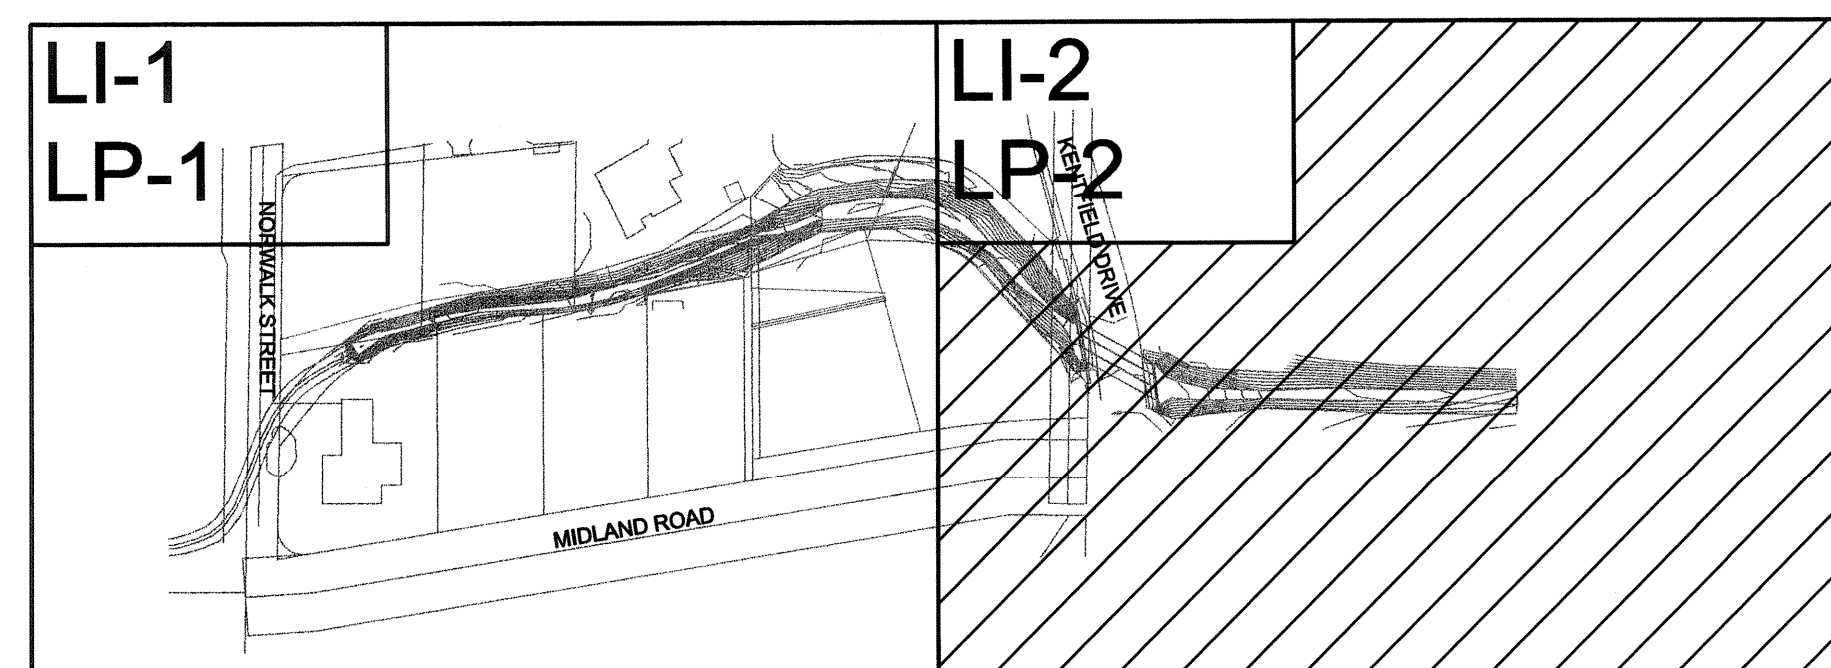 LI-1
LP-1
LI-2
LP-2
NORWALK STREET
KENTFIELD DRIVE
MIDLAND ROAD